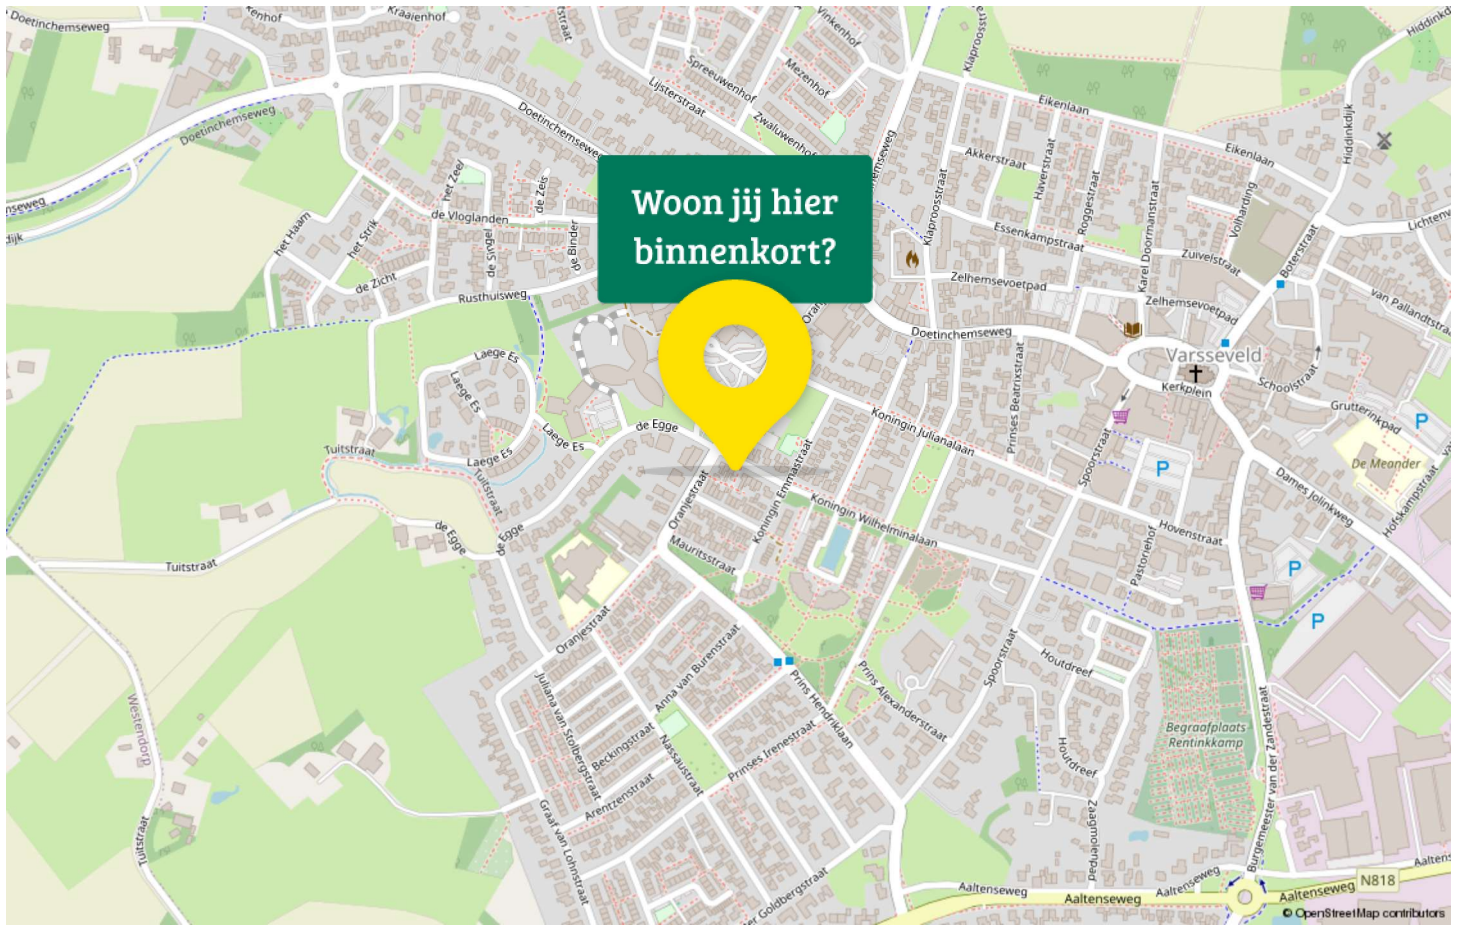 Doetinchemseweg
Kraaienhof
Vinkenhof
Klaproosstraat
Hiddinkdijk
Spreeuwenhof
Mezenhof
Lijsterstraat
Eikenlaan
Doetinchemseweg
Doetinchemseweg
Zwaluwenhof
Hiddinkdijk
Akkerstraat
Haverstraat
Eikenlaan
het Zeel
de Zeis
Roggestraat
Karel Doormanstraat
Volharding
Klaproosstraat
Woon jij hier
binnenkort?
het Haam
het Strik
de Vloglanden
de Singel
de Binder
Essenkampstraat
Zuivelstraat
Boterstraat
de Zicht
Rusthuisweg
Zelhemsevoetpad
Zelhemsevoetpad
Doetinchemseweg
Varsseveld
Kerkplein
Schoolstraat
Grutterinkpad
Laege Es
Laege Es
Laege Es
Laege Es
de Egge
Koningin Julianalaan
Prinses Beatrixstraat
Spoorstraat
P
P
De Meander
Tuitstraat
Tuitstraat
Oranjestraat
Koningin Emmastraat
Koningin Wilhelminalaan
Dames Jolinkweg
Hofskampstraat
de Egge
de Egge
Mauritsstraat
Hovenstraat
Pastoriehof
Tuitstraat
P
P
Oranjestraat
Anna van Burenstraat
Juliana van Stolbergstraat
Prins Hendriklaan
Prins Alexanderstraat
Spoorstraat
Houtdreef
Houtdreef
Westendorp
Beckingstraat
Nassaustraat
Prinses Irenestraat
Arentzenstraat
Begraafplaats
Rentinkkamp
Burgemeester van der Zandestraat
Tuitstraat
Graaf van Lohnstraat
Zaagmolenpad
Aaltenseweg
Aaltenseweg
Aaltenseweg
Aaltenseweg
N818
© OpenStreetMap contributors